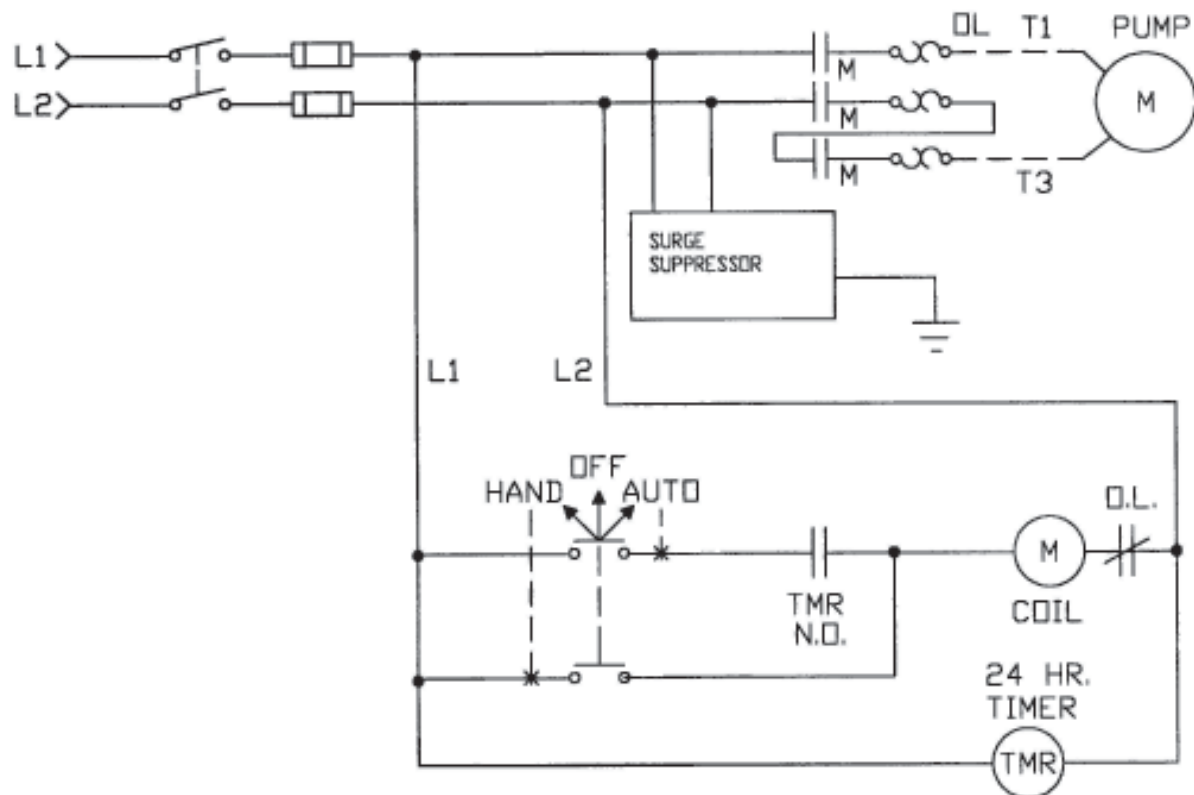 OL T1 PUMP
L1
M
M
L2
M
M
T3
SURGE
SUPPRESSOR
L1 L2
OFF
HAND AUTO
O.L.
M
TMR
N.O.
COIL
24 HR.
TIMER
TMR